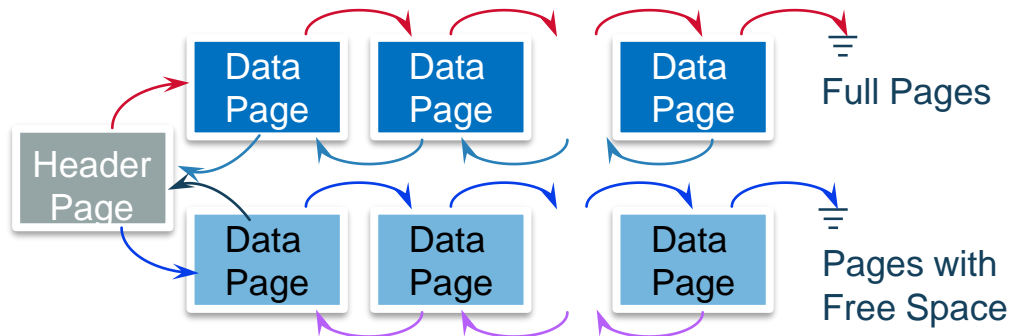 Data
Page
Data
Page
Data
Page
Full Pages
Header
Page
Data
Page
Data
Page
Data
Page
Pages with
Free Space